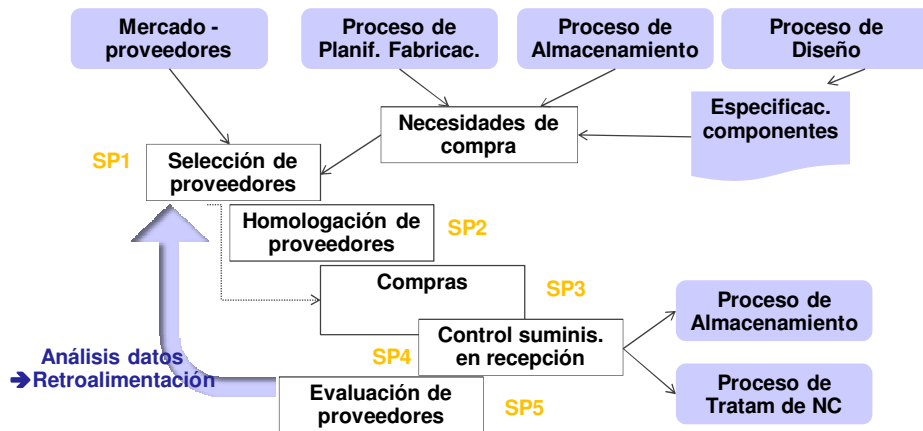 Mercado -
proveedores
Proceso de
Planif. Fabricac.
Proceso de
Almacenamiento
Proceso de
Diseño
Especificac.
componentes
Necesidades de
compra
SP1
Selección de
proveedores
Homologación de
proveedores
SP2
Compras
SP3
Control suminis.
en recepción
SP4
Proceso de
Almacenamiento
Análisis datos
➔Retroalimentación
Evaluación de
proveedores
SP5
Proceso de
Tratam de NC